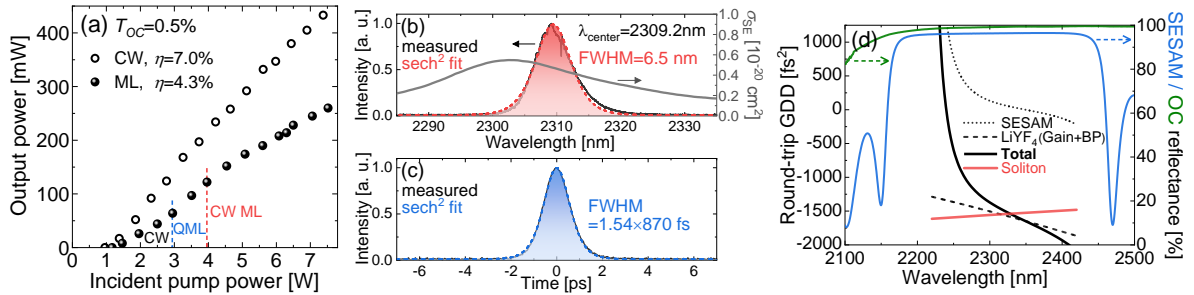 (a) T_OC=0.5%
CW, η=7.0%
ML, η=4.3%
CW
QML
CW ML
400
350
300
250
200
150
100
50
0
0 1 2 3 4 5 6 7
Output power [mW]
Incident pump power [W]
(b)
measured
sech² fit
λcenter=2309.2nm
FWHM=6.5 nm
1.0
0.5
0.0
Intensity [a. u.]
0.8
0.6
0.4
0.2
0.0
σSE [10⁻²⁰ cm²]
2290 2300 2310 2320 2330
Wavelength [nm]
(c)
measured
sech² fit
FWHM
=1.54×870 fs
1.0
0.5
0.0
Intensity [a. u.]
-6 -4 -2 0 2 4 6
Time [ps]
(d)
SESAM
LiYF₄(Gain+BP)
Total
Soliton
1000
500
0
-500
-1000
-1500
-2000
Round-trip GDD [fs²]
100
80
60
40
20
0
SESAM / OC
reflectance [%]
2100 2200 2300 2400 2500
Wavelength [nm]